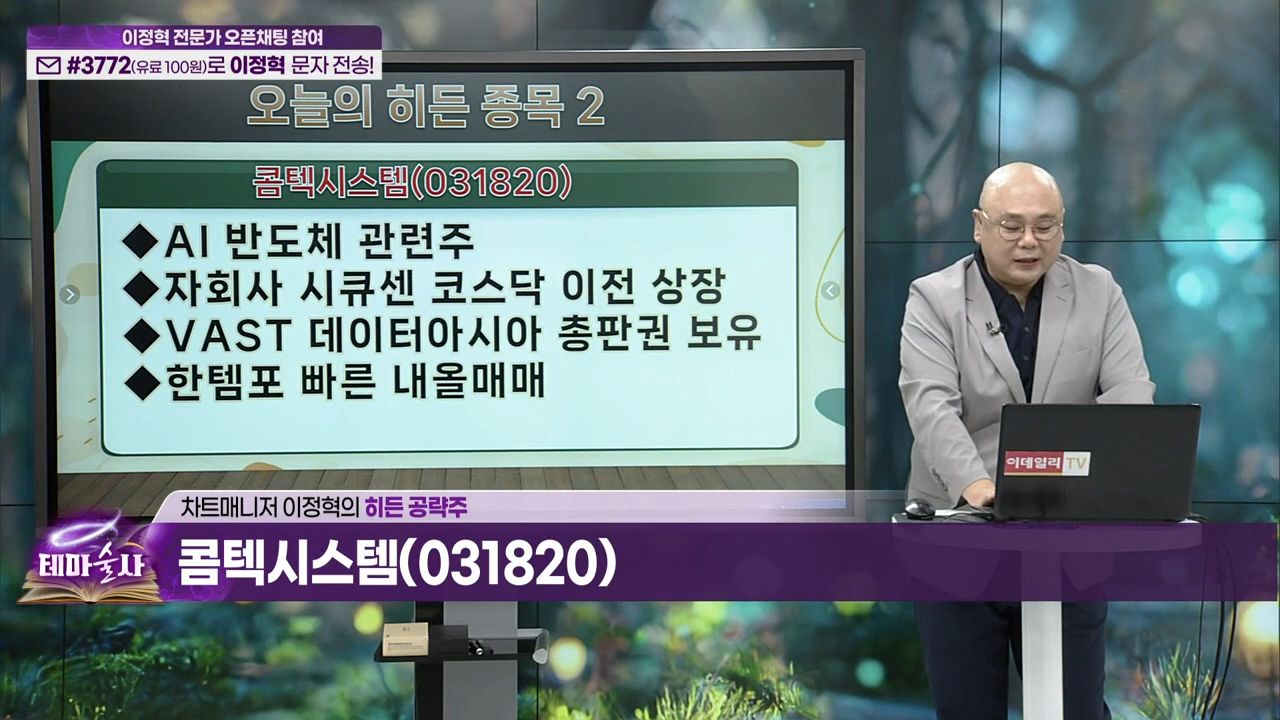 이정혁 전문가 오픈채팅 참여
#3772(유료 100원)로 이정혁 문자 전송!
오늘의 히든 종목 2
콤텍시스템(031820)
◆AI 반도체 관련주
◆자회사 시큐센 코스닥 이전 상장
◆VAST 데이터아시아 총판권 보유
◆한템포 빠른 내올매매
이데일리TV
차트매니저 이정혁의 히든 공략주
테마술사
콤텍시스템(031820)